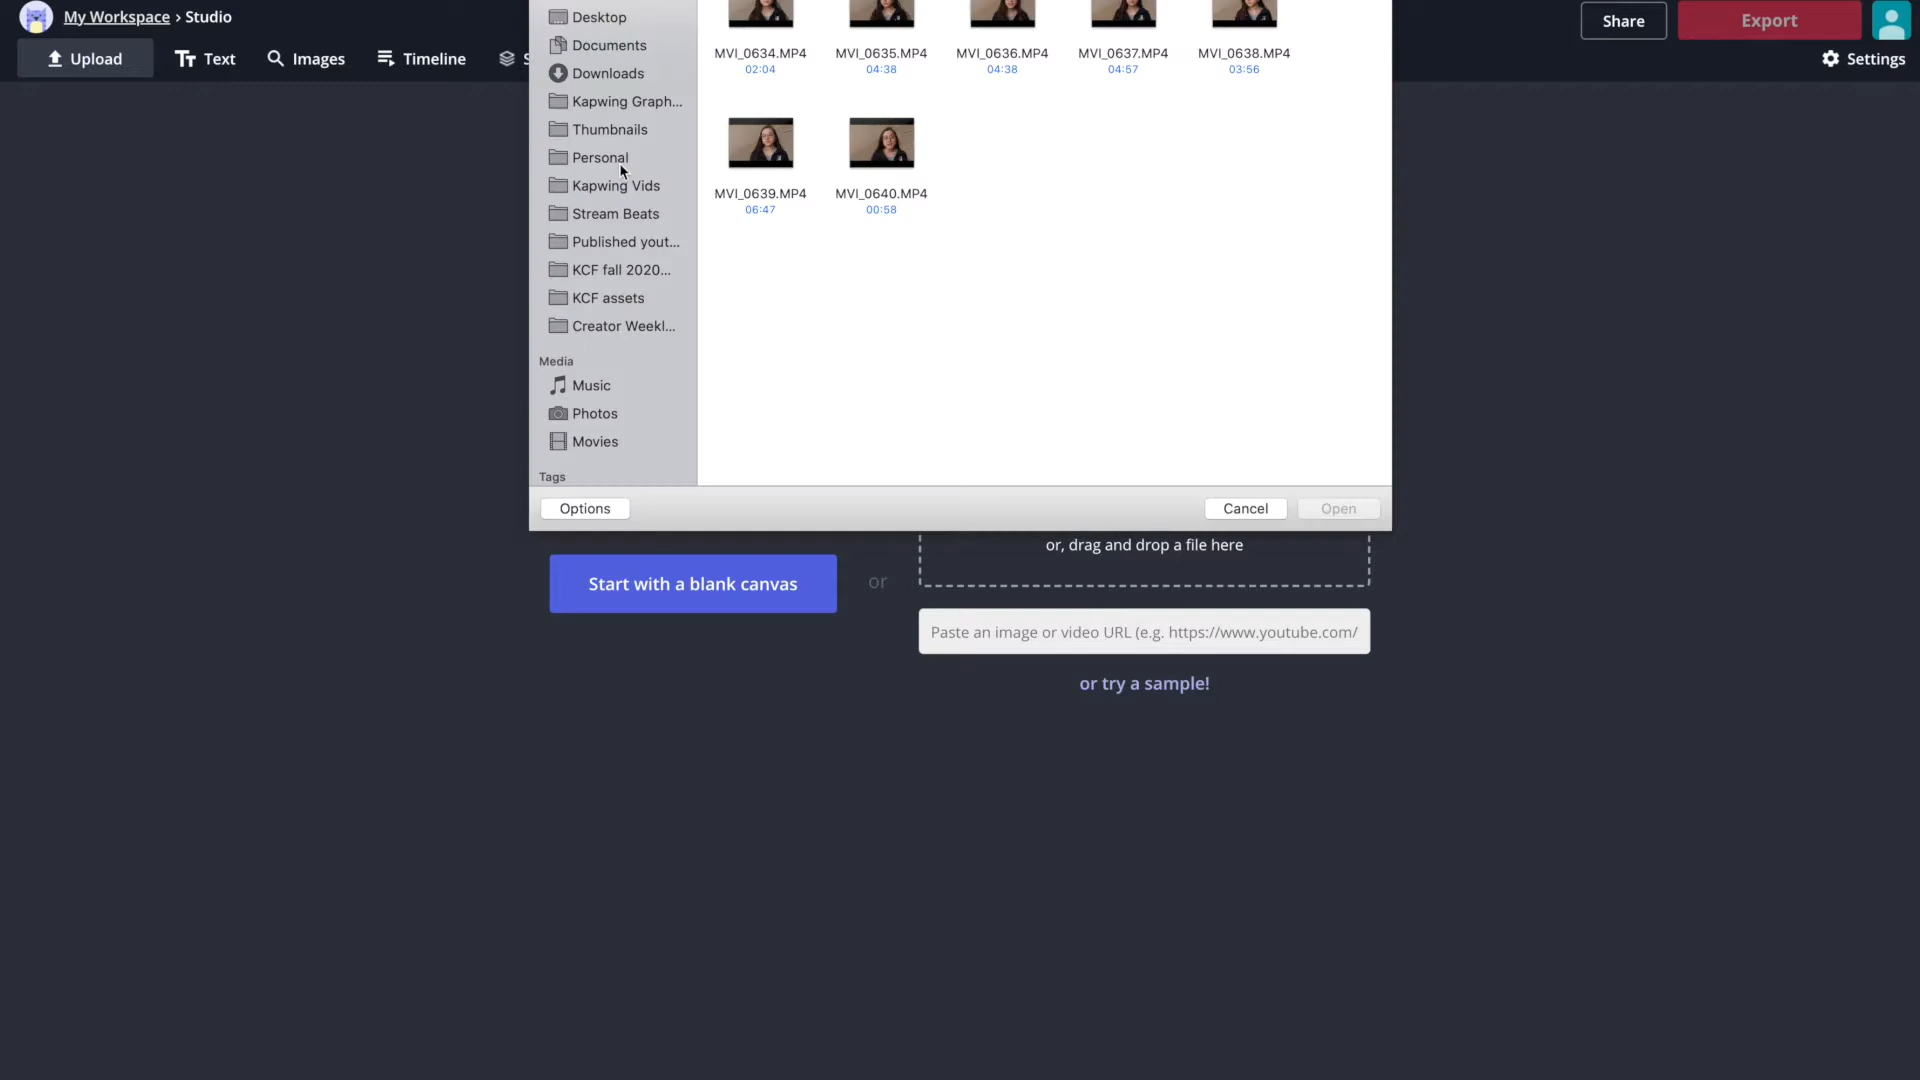 My Workspace › Studio
Share
Export
Upload
Text
Images
Timeline
S
Settings
Desktop
Documents
Downloads
Kapwing Graph...
Thumbnails
Personal
Kapwing Vids
Stream Beats
Published yout...
KCF fall 2020...
KCF assets
Creator Weekl...
Media
Music
Photos
Movies
Tags
MVI_0634.MP4 MVI_0635.MP4 MVI_0636.MP4 MVI_0637.MP4 MVI_0638.MP4
02:04 04:38 04:38 04:57 03:56
MVI_0639.MP4 MVI_0640.MP4
06:47 00:58
Options
Cancel
Open
or, drag and drop a file here
Start with a blank canvas
or
Paste an image or video URL (e.g. https://www.youtube.com/
or try a sample!